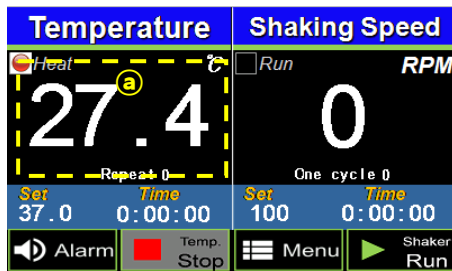 Temperature
Shaking Speed
Heat ℃
Run RPM
ⓐ
27.4
0
Repeat 0
One cycle 0
Set Time
37.0 0:00:00
Set Time
100 0:00:00
Alarm
Temp.
Stop
Menu
Shaker
Run